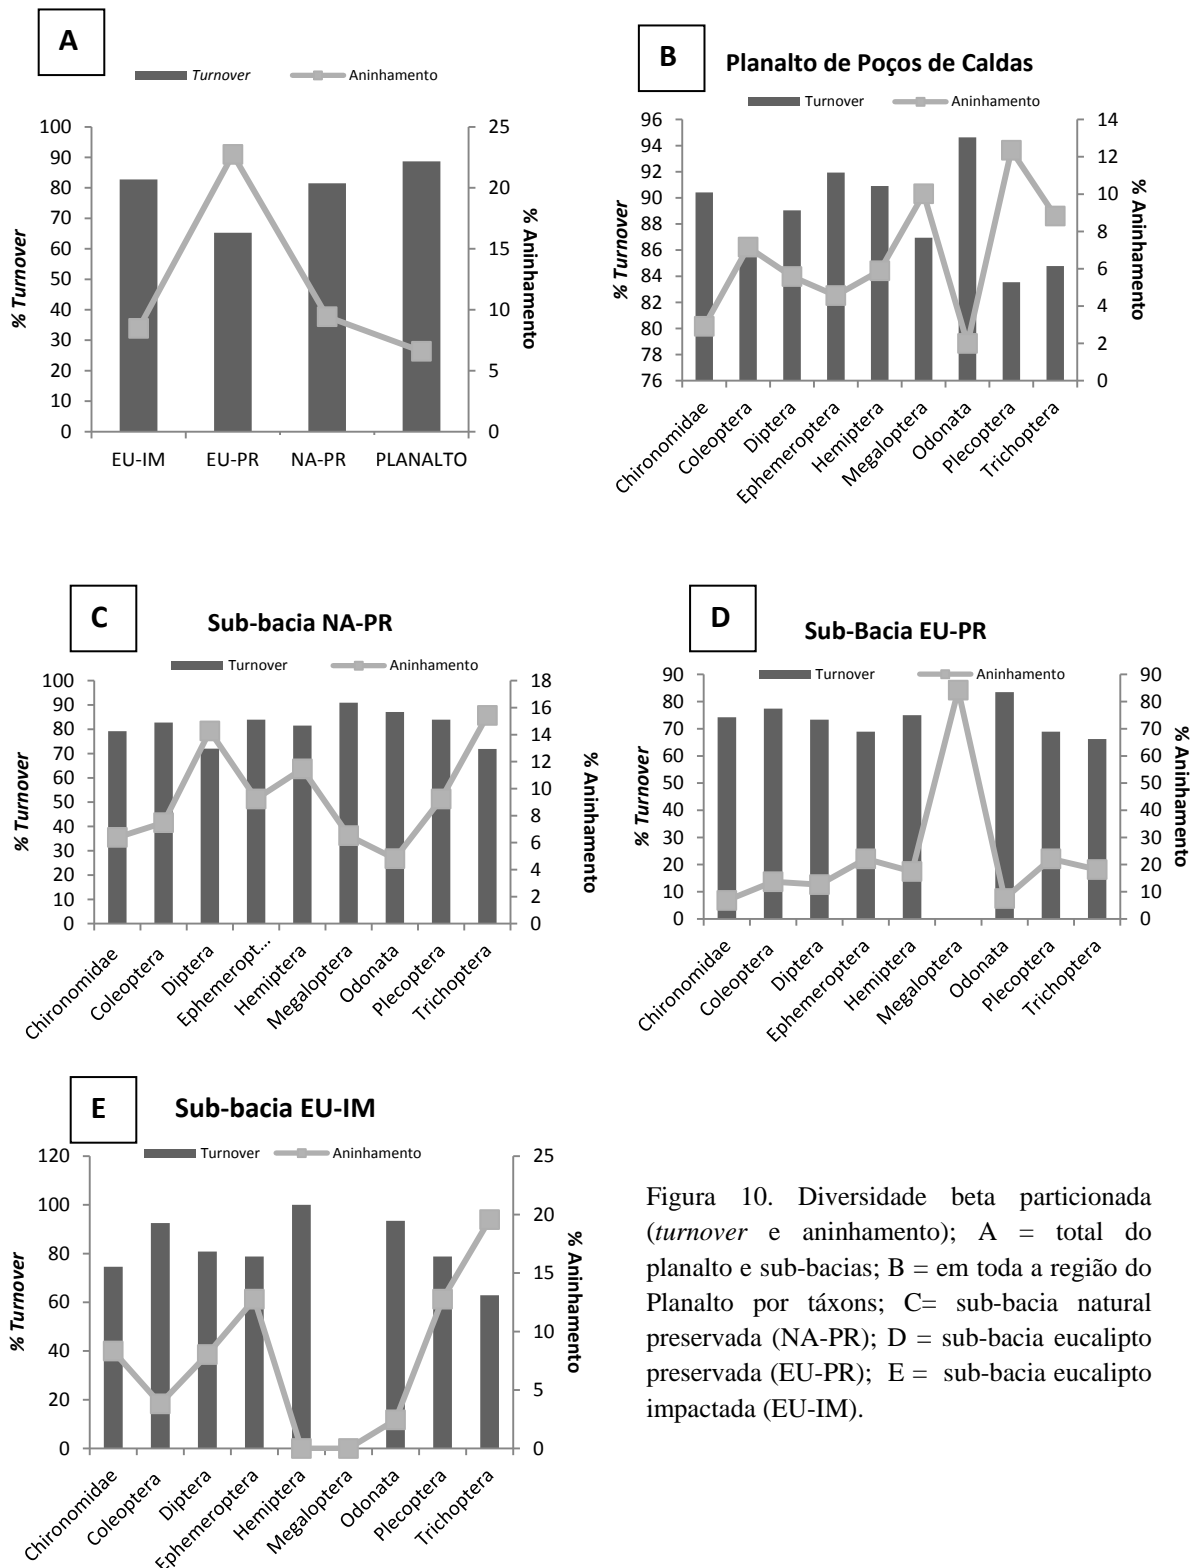 A
Turnover Aninhamento
% Turnover
100
90
80
70
60
50
40
30
20
10
0
25
20
15
10
5
0
% Aninhamento
EU-IM EU-PR NA-PR PLANALTO
B
Planalto de Poços de Caldas
Turnover Aninhamento
% Turnover
96
94
92
90
88
86
84
82
80
78
76
14
12
10
8
6
4
2
0
% Aninhamento
Chironomidae
Coleoptera
Diptera
Ephemeroptera
Hemiptera
Megaloptera
Odonata
Plecoptera
Trichoptera
C
Sub-bacia NA-PR
Turnover Aninhamento
% Turnover
100
90
80
70
60
50
40
30
20
10
0
18
16
14
12
10
8
6
4
2
0
% Aninhamento
Chironomidae
Coleoptera
Diptera
Ephemeropt...
Hemiptera
Megaloptera
Odonata
Plecoptera
Trichoptera
D
Sub-Bacia EU-PR
Turnover Aninhamento
% Turnover
90
80
70
60
50
40
30
20
10
0
90
80
70
60
50
40
30
20
10
0
% Aninhamento
Chironomidae
Coleoptera
Diptera
Ephemeroptera
Hemiptera
Megaloptera
Odonata
Plecoptera
Trichoptera
E
Sub-bacia EU-IM
Turnover Aninhamento
% Turnover
120
100
80
60
40
20
0
25
20
15
10
5
0
% Aninhamento
Chironomidae
Coleoptera
Diptera
Ephemeroptera
Hemiptera
Megaloptera
Odonata
Plecoptera
Trichoptera
Figura 10. Diversidade beta particionada
(turnover e aninhamento); A = total do
planalto e sub-bacias; B = em toda a região do
Planalto por táxons; C= sub-bacia natural
preservada (NA-PR); D = sub-bacia eucalipto
preservada (EU-PR); E = sub-bacia eucalipto
impactada (EU-IM).